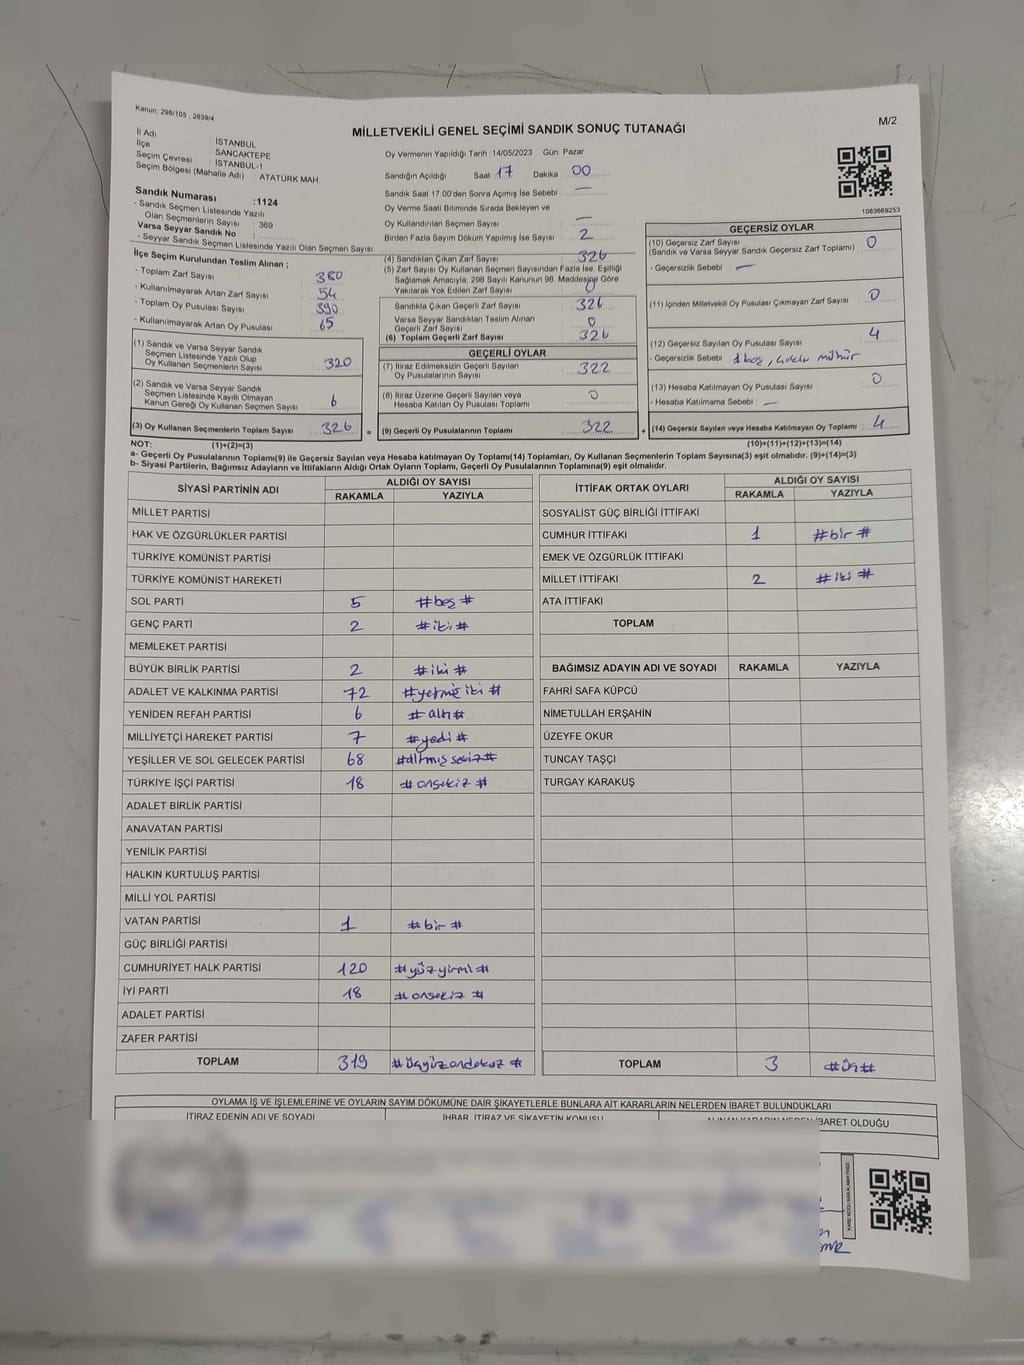 Kanun: 298/105 , 2839/4
MİLLETVEKİLİ GENEL SEÇİMİ SANDIK SONUÇ TUTANAĞI
M/2
İl Adı : İSTANBUL
İlçe : SANCAKTEPE
Seçim Çevresi : İSTANBUL-1
Seçim Bölgesi (Mahalle Adı) : ATATÜRK MAH.
Sandık Numarası :1124
- Sandık Seçmen Listesinde Yazılı
Olan Seçmenlerin Sayısı : 369
Varsa Seyyar Sandık No :
- Seyyar Sandık Seçmen Listesinde Yazılı Olan Seçmen Sayısı:
Oy Vermenin Yapıldığı Tarih :14/05/2023 Gün: Pazar
Sandığın Açıldığı Saat :17 Dakika :00
Sandık Saat 17.00'den Sonra Açılmış İse Sebebi : —
Oy Verme Saati Bitiminde Sırada Bekleyen ve
Oy Kullandırılan Seçmen Sayısı : —
Birden Fazla Sayım Döküm Yapılmış İse Sayısı : 2
1083669253
İlçe Seçim Kurulundan Teslim Alınan ;
- Toplam Zarf Sayısı : 380
- Kullanılmayarak Artan Zarf Sayısı : 54
- Toplam Oy Pusulası Sayısı : 390
- Kullanılmayarak Artan Oy Pusulası : 65
(1) Sandık ve Varsa Seyyar Sandık
Seçmen Listesinde Yazılı Olup
Oy Kullanan Seçmenlerin Sayısı : 320
(2) Sandık ve Varsa Seyyar Sandık
Seçmen Listesinde Kayıtlı Olmayan
Kanun Gereği Oy Kullanan Seçmen Sayısı : 6
(3) Oy Kullanan Seçmenlerin Toplam Sayısı : 326
(4) Sandıktan Çıkan Zarf Sayısı : 326
(5) Zarf Sayısı Oy Kullanan Seçmen Sayısından Fazla İse, Eşitliği
Sağlamak Amacıyla, 298 Sayılı Kanunun 98. Maddesine Göre
Yakılarak Yok Edilen Zarf Sayısı : 0
Sandıkta Çıkan Geçerli Zarf Sayısı : 326
Varsa Seyyar Sandıktan Teslim Alınan
Geçerli Zarf Sayısı : 0
(6) Toplam Geçerli Zarf Sayısı : 326
GEÇERLİ OYLAR
(7) İtiraz Edilmeksizin Geçerli Sayılan
Oy Pusulalarının Sayısı : 322
(8) İtiraz Üzerine Geçerli Sayılan veya
Hesaba Katılan Oy Pusulası Toplamı : 0
= (9) Geçerli Oy Pusulalarının Toplamı : 322
GEÇERSİZ OYLAR
(10) Geçersiz Zarf Sayısı
(Sandık ve Varsa Seyyar Sandık Geçersiz Zarf Toplamı) : 0
- Geçersizlik Sebebi : —
(11) İçinden Milletvekili Oy Pusulası Çıkmayan Zarf Sayısı : 0
(12) Geçersiz Sayılan Oy Pusulası Sayısı : 4
- Geçersizlik Sebebi : 1 boş, mühür
(13) Hesaba Katılmayan Oy Pusulası Sayısı : 0
- Hesaba Katılmama Sebebi : —
+ (14) Geçersiz Sayılan veya Hesaba Katılmayan Oy Toplamı : 4
NOT: (1)+(2)=(3) (10)+(11)+(12)+(13)=(14)
a- Geçerli Oy Pusulalarının Toplamı(9) ile Geçersiz Sayılan veya Hesaba katılmayan Oy Toplamı(14) Toplamları, Oy Kullanan Seçmenlerin Toplam Sayısına(3) eşit olmalıdır. (9)+(14)=(3)
b- Siyasi Partilerin, Bağımsız Adayların ve İttifakların Aldığı Ortak Oyların Toplamı, Geçerli Oy Pusulalarının Toplamına(9) eşit olmalıdır.
SİYASİ PARTİNİN ADI ALDIĞI OY SAYISI
RAKAMLA YAZIYLA
MİLLET PARTİSİ
HAK VE ÖZGÜRLÜKLER PARTİSİ
TÜRKİYE KOMÜNİST PARTİSİ
TÜRKİYE KOMÜNİST HAREKETİ
SOL PARTİ 5 #beş#
GENÇ PARTİ 2 #iki#
MEMLEKET PARTİSİ
BÜYÜK BİRLİK PARTİSİ 2 #iki#
ADALET VE KALKINMA PARTİSİ 72 #yetmiş iki#
YENİDEN REFAH PARTİSİ 6 #altı#
MİLLİYETÇİ HAREKET PARTİSİ 7 #yedi#
YEŞİLLER VE SOL GELECEK PARTİSİ 68 #altmış sekiz#
TÜRKİYE İŞÇİ PARTİSİ 18 #onsekiz#
ADALET BİRLİK PARTİSİ
ANAVATAN PARTİSİ
YENİLİK PARTİSİ
HALKIN KURTULUŞ PARTİSİ
MİLLİ YOL PARTİSİ
VATAN PARTİSİ 1 #bir#
GÜÇ BİRLİĞİ PARTİSİ
CUMHURİYET HALK PARTİSİ 120 #yüzyirmi#
İYİ PARTİ 18 #onsekiz#
ADALET PARTİSİ
ZAFER PARTİSİ
TOPLAM 319 #üçyüzondokuz#
İTTİFAK ORTAK OYLARI ALDIĞI OY SAYISI
RAKAMLA YAZIYLA
SOSYALİST GÜÇ BİRLİĞİ İTTİFAKI
CUMHUR İTTİFAKI 1 #bir#
EMEK VE ÖZGÜRLÜK İTTİFAKI
MİLLET İTTİFAKI 2 #iki#
ATA İTTİFAKI
TOPLAM
BAĞIMSIZ ADAYIN ADI VE SOYADI RAKAMLA YAZIYLA
FAHRİ SAFA KÜPCÜ
NİMETULLAH ERŞAHİN
ÜZEYFE OKUR
TUNCAY TAŞÇI
TURGAY KARAKUŞ
TOPLAM 3 #üç#
OYLAMA İŞ VE İŞLEMLERİNE VE OYLARIN SAYIM DÖKÜMÜNE DAİR ŞİKAYETLERLE BUNLARA AİT KARARLARIN NELERDEN İBARET BULUNDUKLARI
İTİRAZ EDENİN ADI VE SOYADI İHBAR, İTİRAZ VE ŞİKAYETİN KONUSU ALINAN KARARIN NEDEN İBARET OLDUĞU